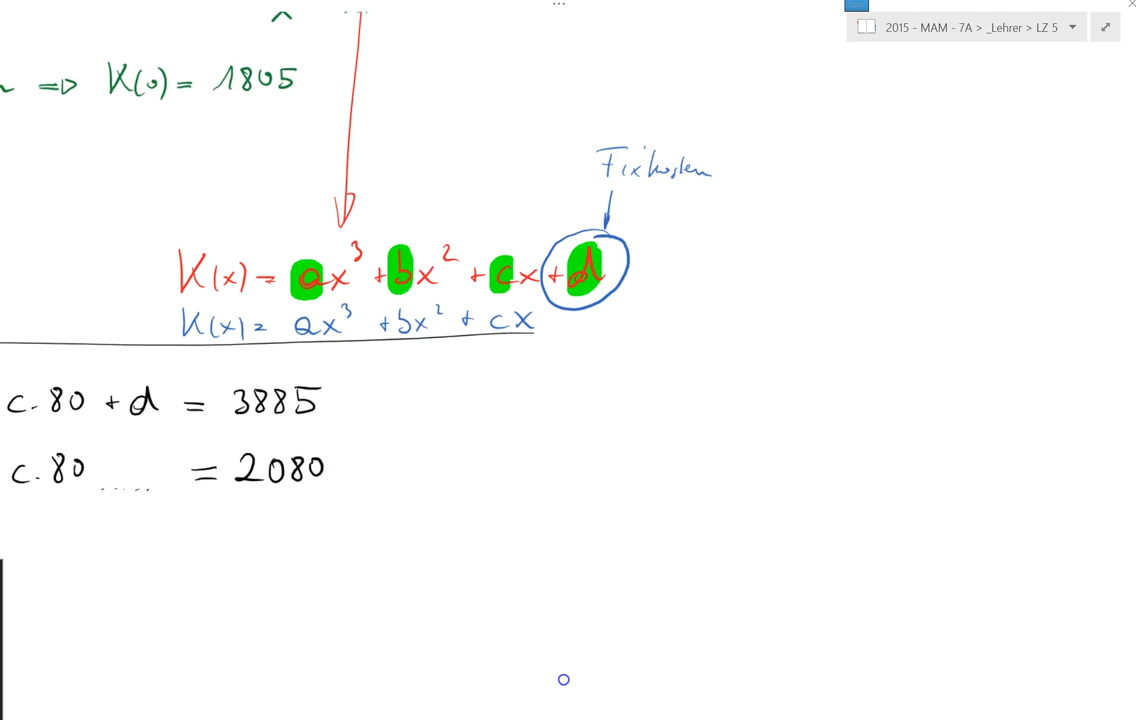 2015 - MAM - 7A > _Lehrer > LZ 5
=> K(0) = 1805
Fixkosten
K(x) = ax³ + bx² + cx + d
K(x) = ax³ + bx² + cx
c. 80 + d = 3885
c. 80 = 2080